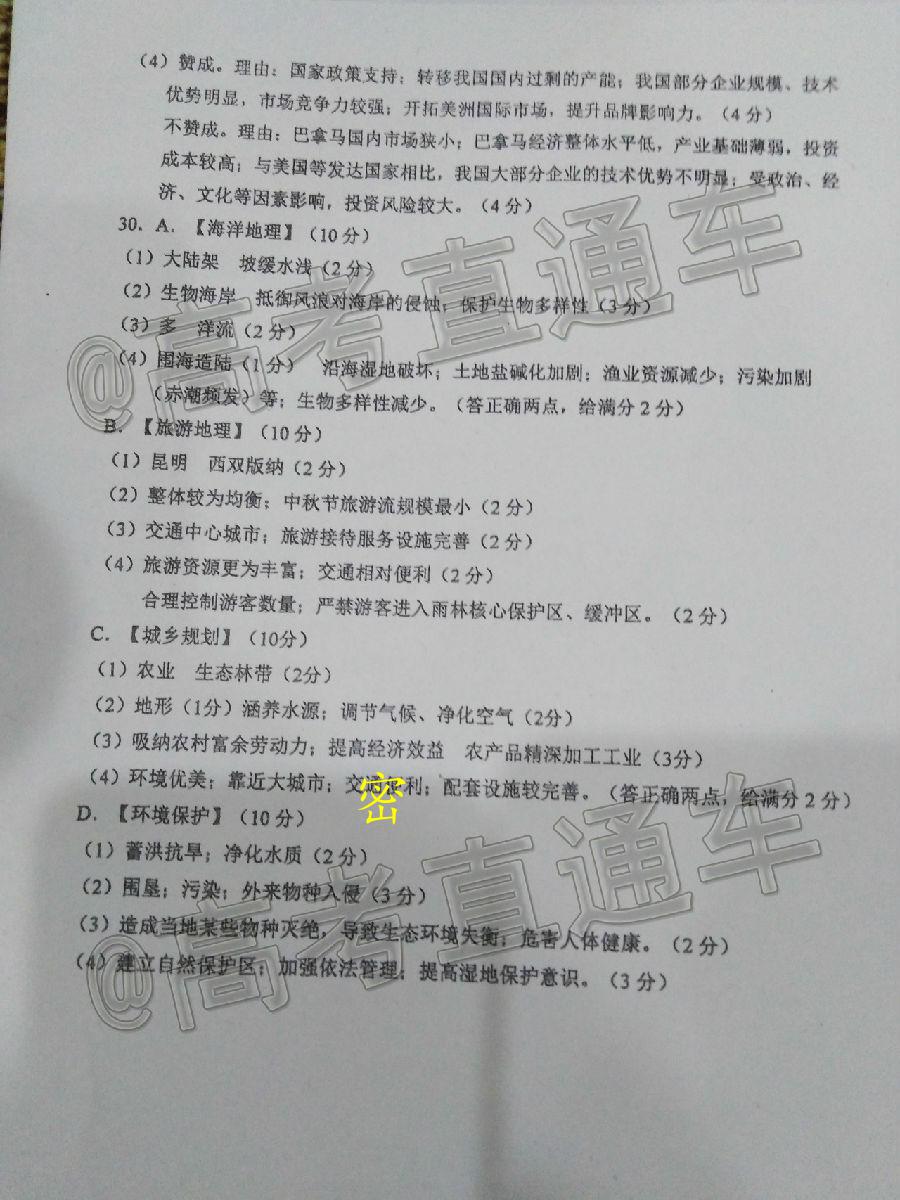 (4)赞成。理由：国家政策支持；转移我国国内过剩的产能；我国部分企业规模、技术
优势明显，市场竞争力较强；开拓美洲国际市场，提升品牌影响力。（4分）
不赞成。理由：巴拿马国内市场狭小；巴拿马经济整体水平低，产业基础薄弱，投资
成本较高；与美国等发达国家相比，我国大部分企业的技术优势不明显；受政治、经
济、文化等因素影响，投资风险较大。（4分）
30．A．【海洋地理】（10分）
（1）大陆架 坡缓水浅（2分）
（2）生物海岸 抵御风浪对海岸的侵蚀；保护生物多样性（3分）
（3）多 洋流（2分）
（4）围海造陆（1分） 沿海湿地破坏；土地盐碱化加剧；渔业资源减少；污染加剧
（赤潮频发）等；生物多样性减少。（答正确两点，给满分2分）
B．【旅游地理】（10分）
（1）昆明 西双版纳（2分）
（2）整体较为均衡；中秋节旅游流规模最小（2分）
（3）交通中心城市；旅游接待服务设施完善（2分）
（4）旅游资源更为丰富；交通相对便利（2分）
合理控制游客数量；严禁游客进入雨林核心保护区、缓冲区。（2分）
C．【城乡规划】（10分）
（1）农业 生态林带（2分）
（2）地形（1分）涵养水源；调节气候、净化空气（2分）
（3）吸纳农村富余劳动力；提高经济效益 农产品精深加工工业（3分）
（4）环境优美；靠近大城市；交通便利；配套设施较完善。（答正确两点，给满分2分）
密
D．【环境保护】（10分）
（1）蓄洪抗旱；净化水质（2分）
（2）围垦；污染；外来物种入侵（3分）
（3）造成当地某些物种灭绝，导致生态环境失衡；危害人体健康。（2分）
（4）建立自然保护区；加强依法管理；提高湿地保护意识。（3分）
@高考直通车
@高考直通车